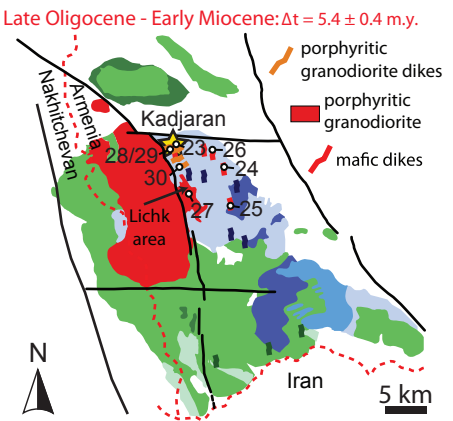 Late Oligocene - Early Miocene: Δt = 5.4 ± 0.4 m.y.
porphyritic
granodiorite dikes
porphyritic
granodiorite
mafic dikes
Armenia
Nakhitchevan
Kadjaran
23
26
28/29
24
30
27
25
Lichk
area
N
Iran
5 km